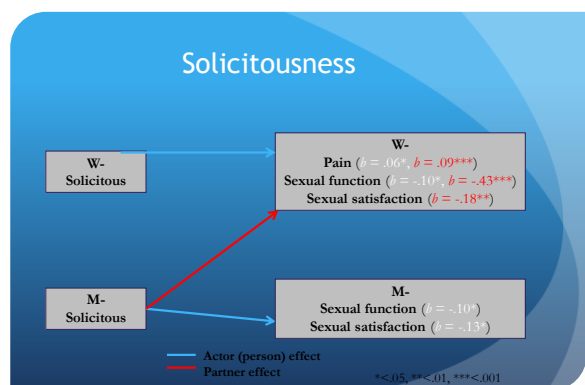 Solicitousness
W-
Solicitous
W-
Pain (b = .06*, b = .09***)
Sexual function (b = -.10*, b = -.43***)
Sexual satisfaction (b = -.18**)
M-
Solicitous
M-
Sexual function (b = -.10*)
Sexual satisfaction (b = -.13*)
Actor (person) effect
Partner effect
*<.05, **<.01, ***<.001